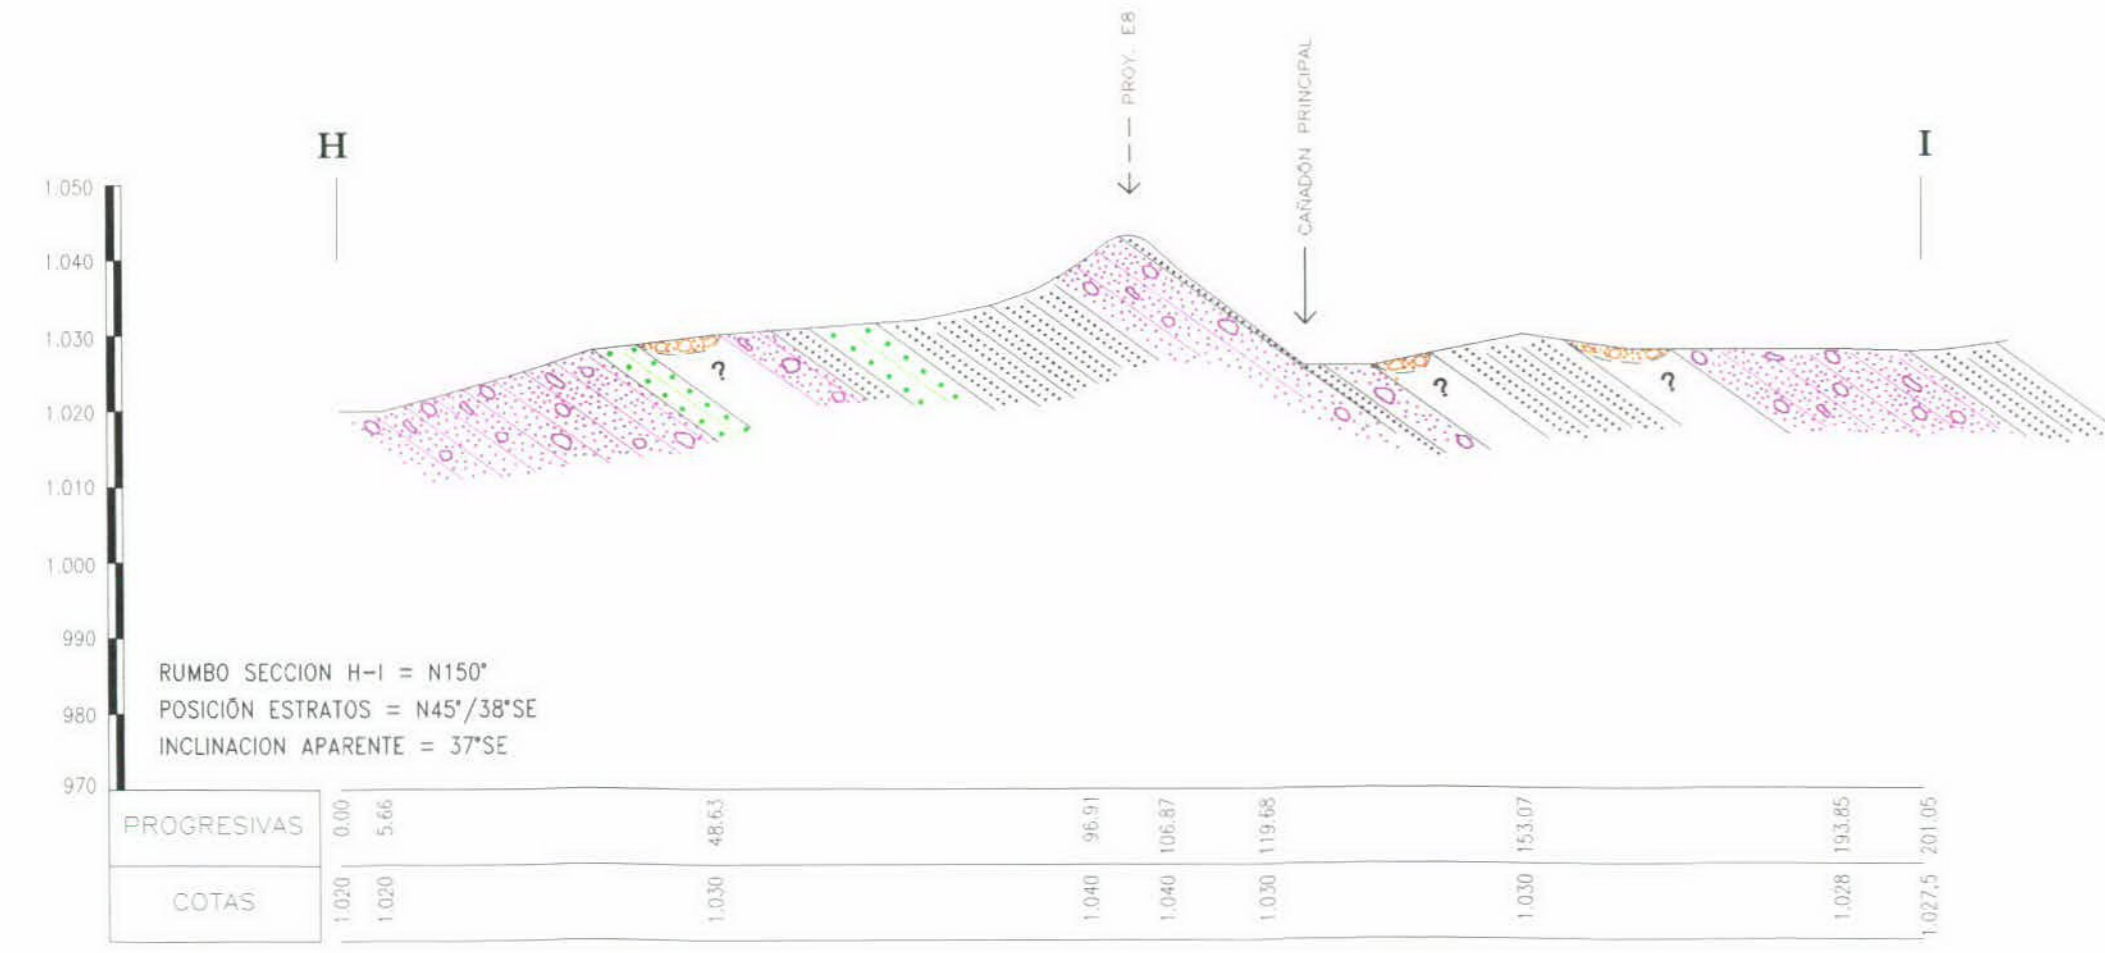 PROY. E8
CAÑADÓN PRINCIPAL
H
I
1.050
1.040
1.030
1.020
1.010
1.000
990
980
970
?
?
?
RUMBO SECCION H-I = N150°
POSICIÓN ESTRATOS = N45°/38°SE
INCLINACION APARENTE = 37°SE
PROGRESIVAS 0.00 5.66 48.63 96.91 106.87 119.68 153.07 193.85 201.05
COTAS 1.020 1.020 1.030 1.040 1.040 1.030 1.030 1.028 1.027,5